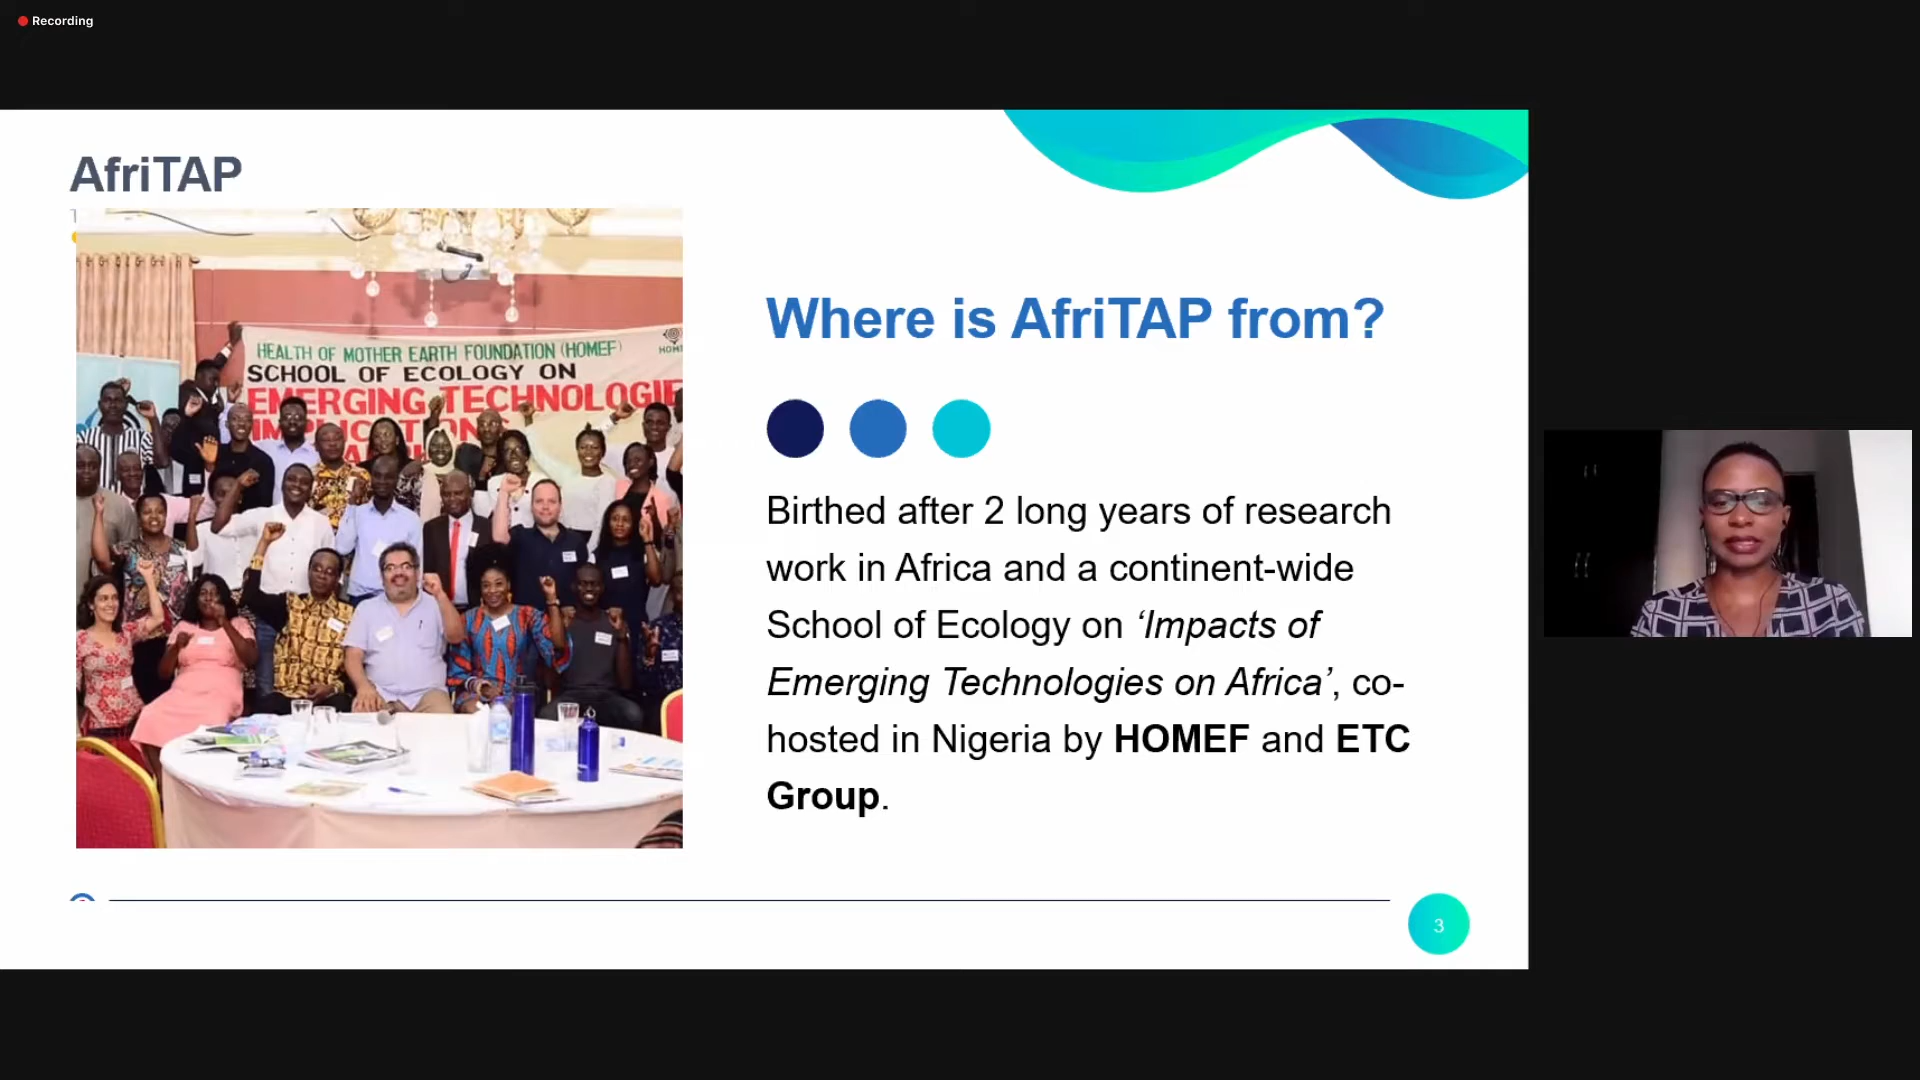 Recording
AfriTAP
HEALTH OF MOTHER EARTH FOUNDATION (HOMEF)
SCHOOL OF ECOLOGY ON
EMERGING TECHNOLOGIE
Where is AfriTAP from?
Birthed after 2 long years of research
work in Africa and a continent-wide
School of Ecology on ‘Impacts of
Emerging Technologies on Africa’, co-
hosted in Nigeria by HOMEF and ETC
Group.
3